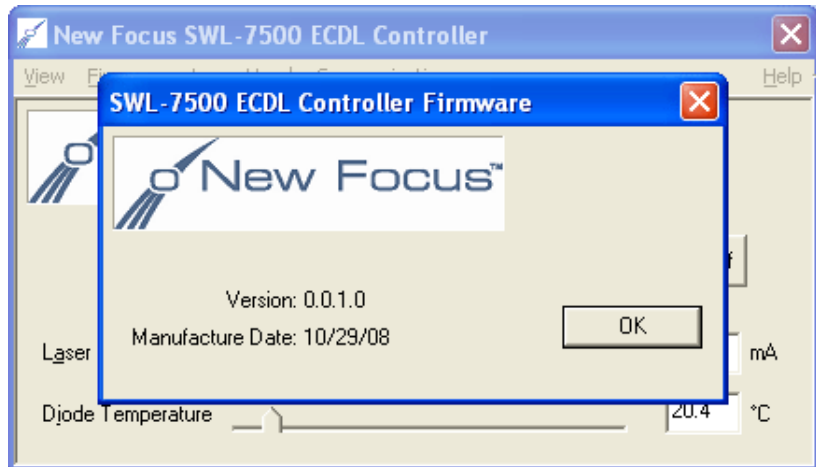 New Focus SWL-7500 ECDL Controller
View
Help
SWL-7500 ECDL Controller Firmware
New Focus™
Version: 0.0.1.0
Manufacture Date: 10/29/08
OK
Laser
mA
Diode Temperature
20.4 °C